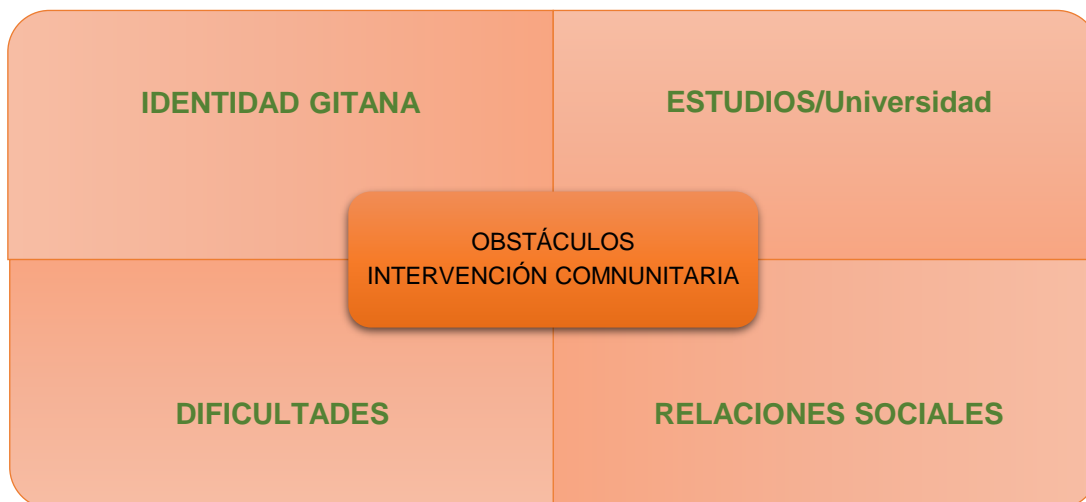 IDENTIDAD GITANA
ESTUDIOS/Universidad
OBSTÁCULOS
INTERVENCIÓN COMNUNITARIA
DIFICULTADES
RELACIONES SOCIALES